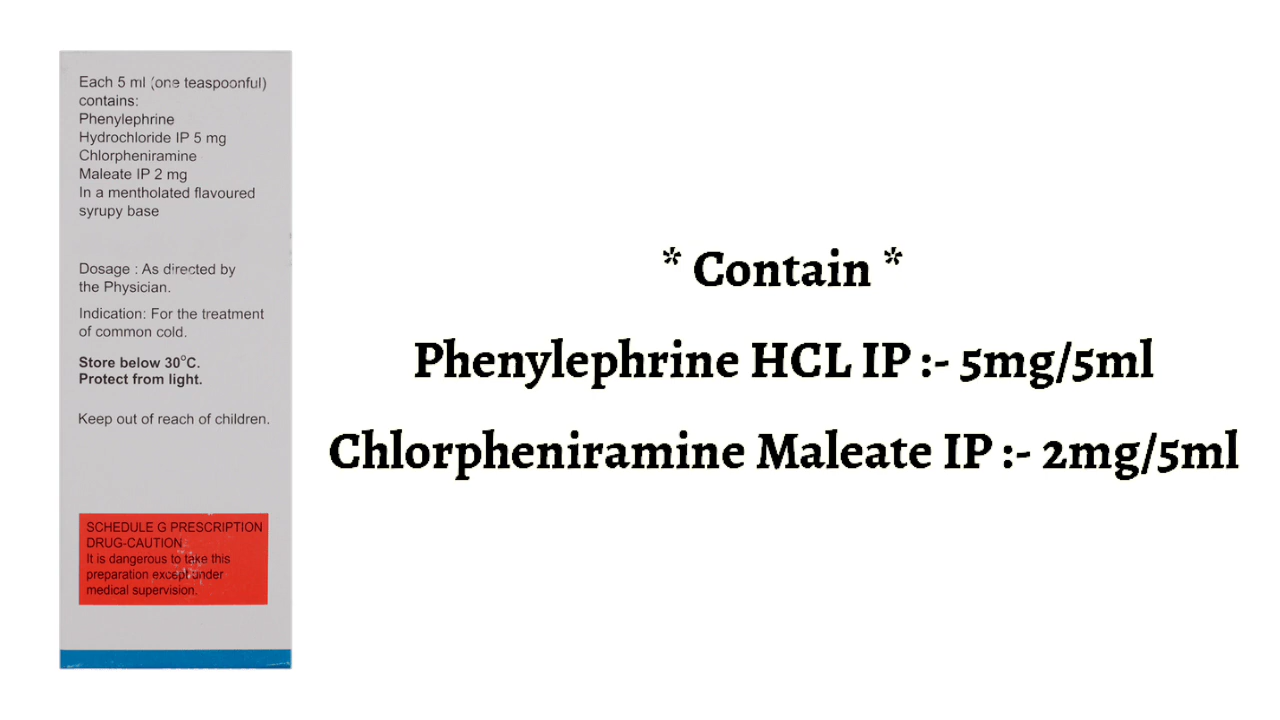 Each 5 ml (one teaspoonful)
contains:
Phenylephrine
Hydrochloride IP 5 mg
Chlorpheniramine
Maleate IP 2 mg
In a mentholated flavoured
syrupy base
Dosage : As directed by
the Physician.
Indication: For the treatment
of common cold.
Store below 30°C.
Protect from light.
Keep out of reach of children.
SCHEDULE G PRESCRIPTION
DRUG-CAUTION
It is dangerous to take this
preparation except under
medical supervision.
* Contain *
Phenylephrine HCL IP :- 5mg/5ml
Chlorpheniramine Maleate IP :- 2mg/5ml